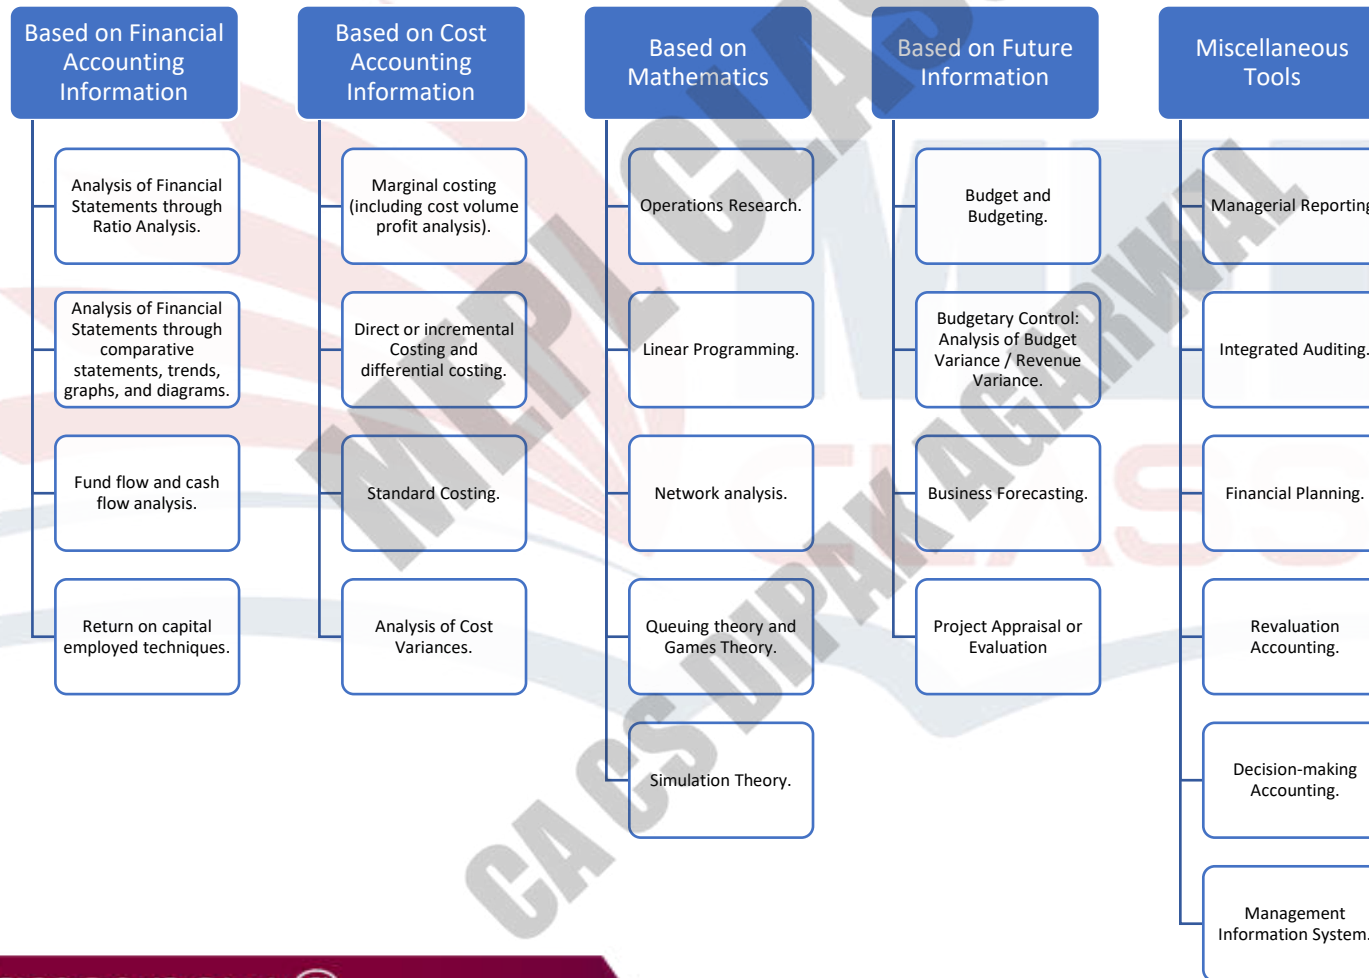 Based on Financial
Accounting
Information
Analysis of Financial
Statements through
Ratio Analysis.
Analysis of Financial
Statements through
comparative
statements, trends,
graphs, and diagrams.
Fund flow and cash
flow analysis.
Return on capital
employed techniques.
Based on Cost
Accounting
Information
Marginal costing
(including cost volume
profit analysis).
Direct or incremental
Costing and
differential costing.
Standard Costing.
Analysis of Cost
Variances.
Based on
Mathematics
Operations Research.
Linear Programming.
Network analysis.
Queuing theory and
Games Theory.
Simulation Theory.
Based on Future
Information
Budget and
Budgeting.
Budgetary Control:
Analysis of Budget
Variance / Revenue
Variance.
Business Forecasting.
Project Appraisal or
Evaluation
Miscellaneous
Tools
Managerial Reporting
Integrated Auditing.
Financial Planning.
Revaluation
Accounting.
Decision-making
Accounting.
Management
Information System.
MEPL CLASS
CA CS DIPAK AGARWAL
CLASS